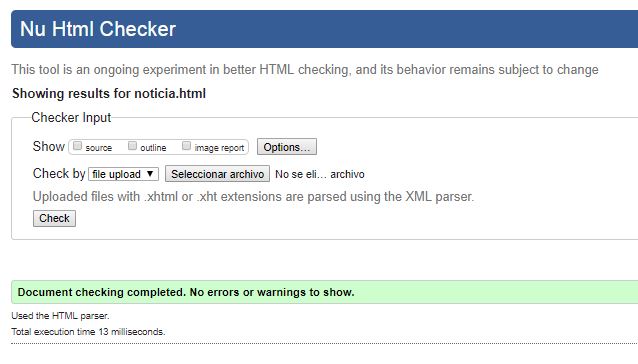 Nu Html Checker
This tool is an ongoing experiment in better HTML checking, and its behavior remains subject to change
Showing results for noticia.html
Checker Input
Show source outline image report Options...
Check by file upload Seleccionar archivo No se eli... archivo
Uploaded files with .xhtml or .xht extensions are parsed using the XML parser.
Check
Document checking completed. No errors or warnings to show.
Used the HTML parser.
Total execution time 13 milliseconds.